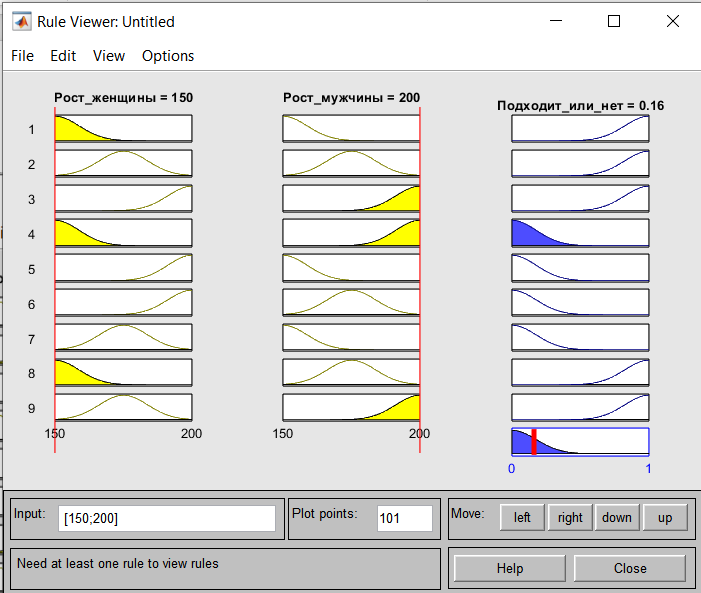 Rule Viewer: Untitled
File Edit View Options
Рост_женщины = 150 Рост_мужчины = 200 Подходит_или_нет = 0.16
1
2
3
4
5
6
7
8
9
150 200 150 200
0 1
Input: [150;200] Plot points: 101 Move: left right down up
Need at least one rule to view rules Help Close